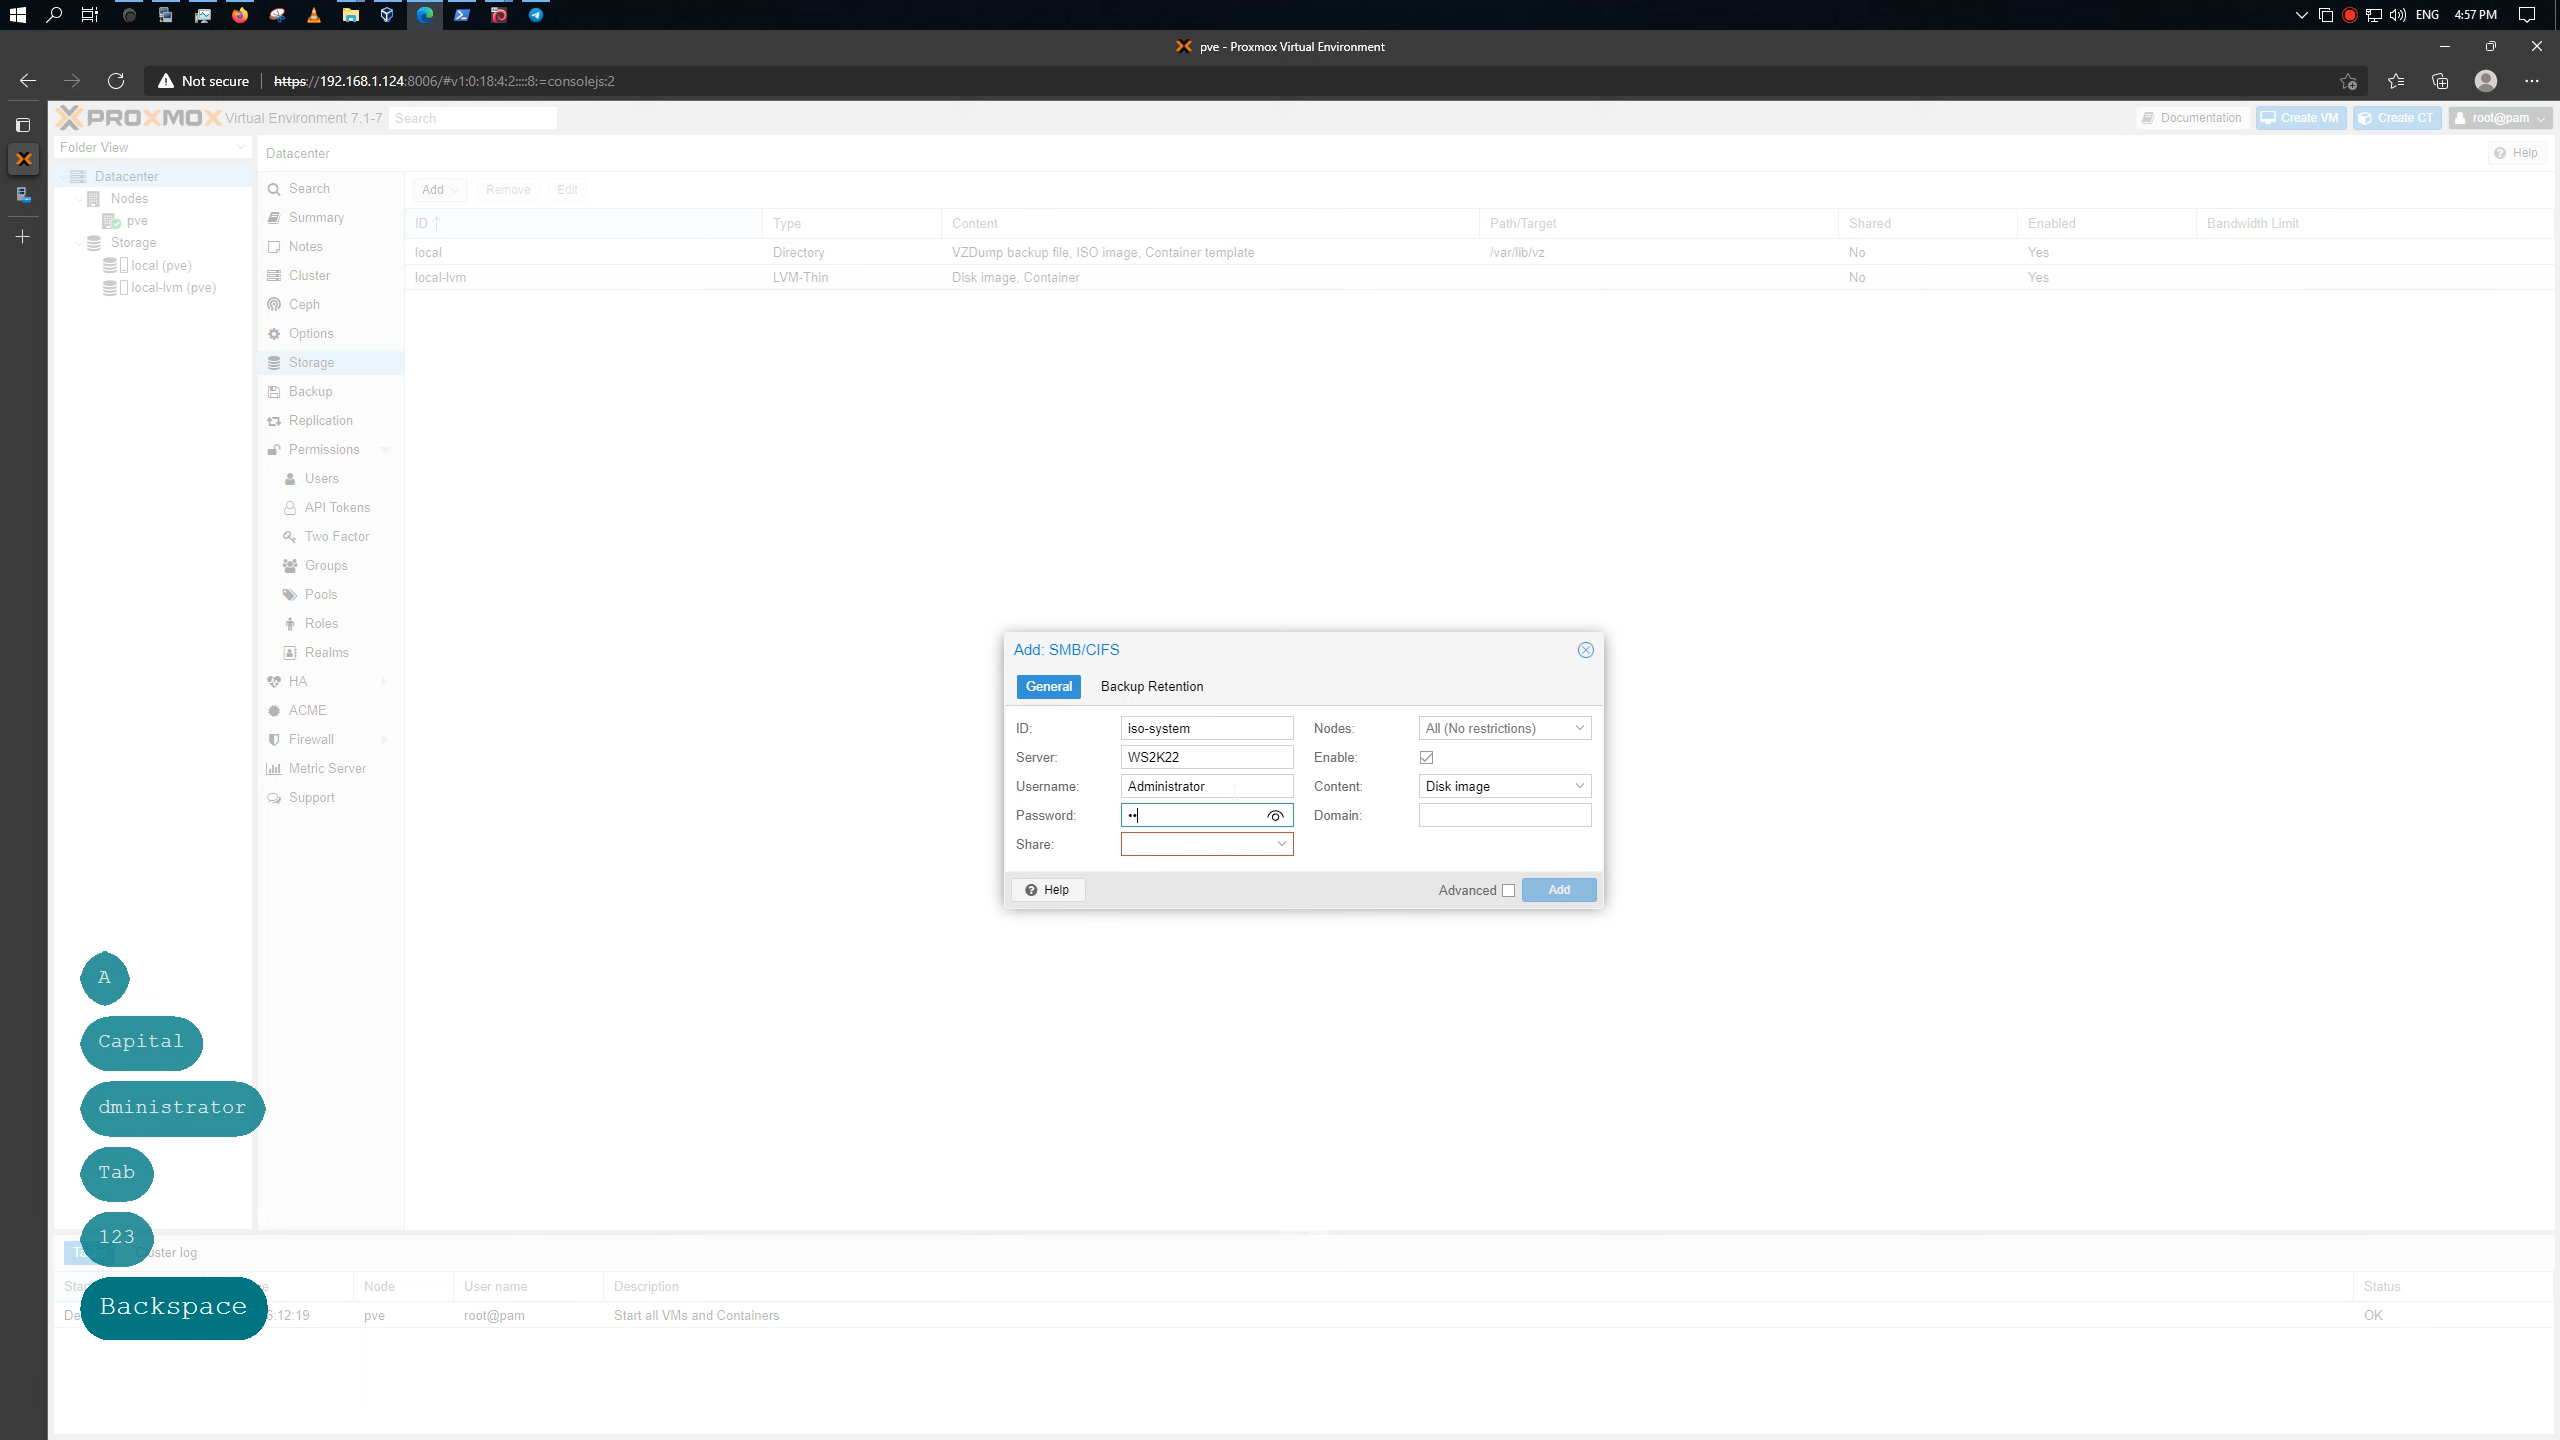 ENG 4:57 PM
pve - Proxmox Virtual Environment
Not secure https://192.168.1.124:8006/#v1:0:18:4:2::::8:=consolejs:2
PROXMOX Virtual Environment 7.1-7 Search Documentation Create VM Create CT root@pam
Folder View
Datacenter
Nodes
pve
Storage
local (pve)
local-lvm (pve)
Datacenter Help
Search
Summary
Notes
Cluster
Ceph
Options
Storage
Backup
Replication
Permissions
Users
API Tokens
Two Factor
Groups
Pools
Roles
Realms
HA
ACME
Firewall
Metric Server
Support
Add Remove Edit
ID Type Content Path/Target Shared Enabled Bandwidth Limit
local Directory VZDump backup file, ISO image, Container template /var/lib/vz No Yes
local-lvm LVM-Thin Disk image, Container No Yes
Add: SMB/CIFS
General Backup Retention
ID: iso-system Nodes: All (No restrictions)
Server: WS2K22 Enable:
Username: Administrator Content: Disk image
Password: •• Domain:
Share:
Help Advanced Add
A
Capital
dministrator
Tab
123
Backspace
Cluster log
Node User name Description Status
6:12:19 pve root@pam Start all VMs and Containers OK